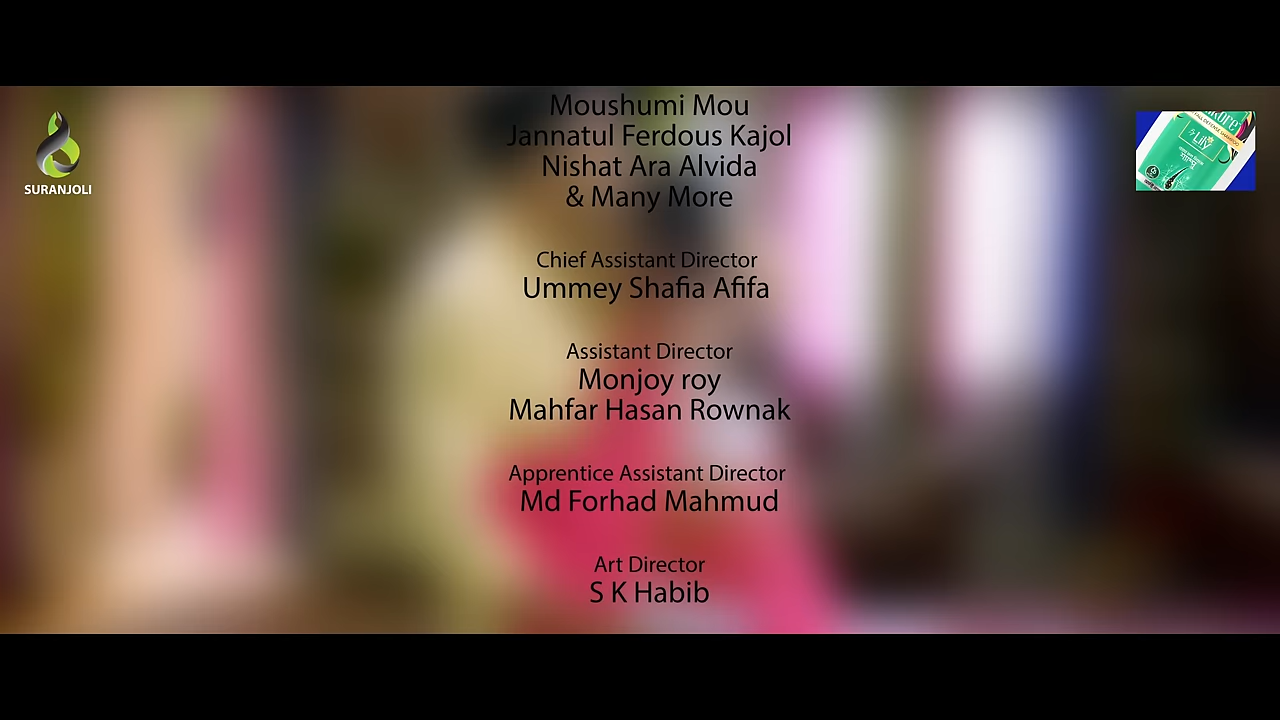 Moushumi Mou
Jannatul Ferdous Kajol
Nishat Ara Alvida
& Many More
Chief Assistant Director
Ummey Shafia Afifa
Assistant Director
Monjoy roy
Mahfar Hasan Rownak
Apprentice Assistant Director
Md Forhad Mahmud
Art Director
S K Habib
SURANJOLI
Lily